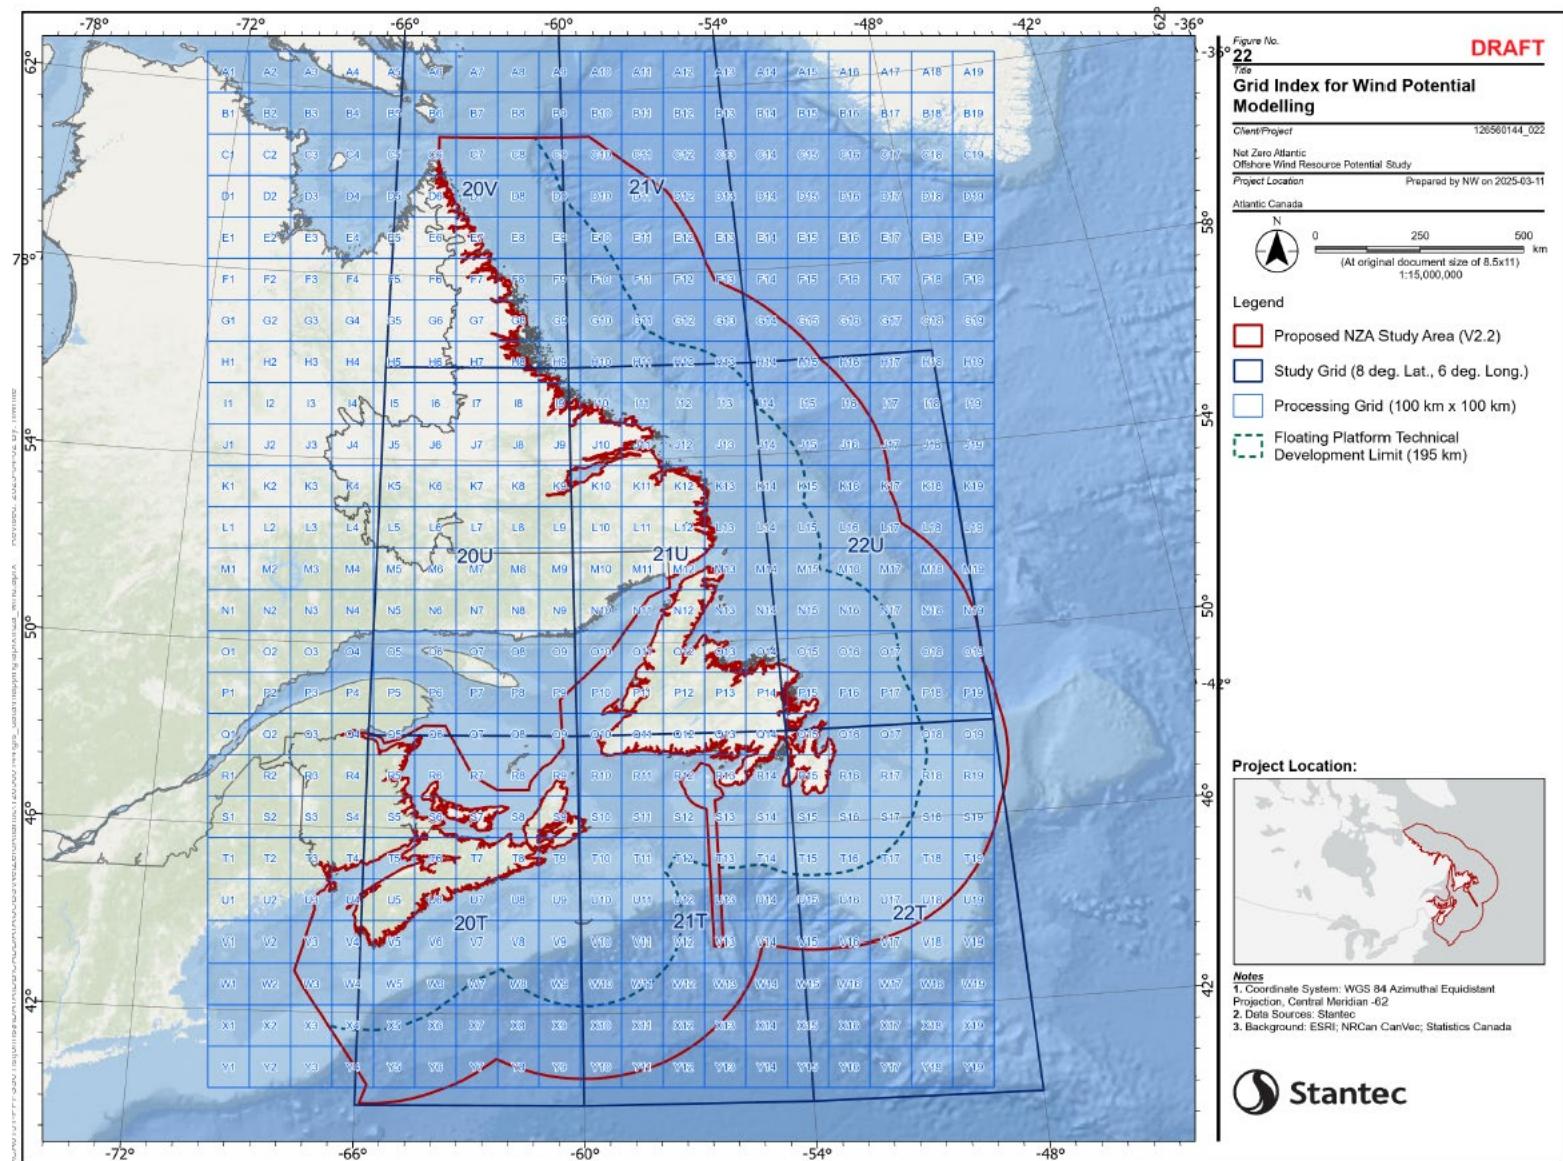 -78° -72° -66° -60° -54° -48° -42° 62° -36°
62°
A1 A2 A3 A4 A5 A6 A7 A8 A9 A10 A11 A12 A13 A14 A15 A16 A17 A18 A19
B1 B2 B3 B4 B5 B6 B7 B8 B9 B10 B11 B12 B13 B14 B15 B16 B17 B18 B19
C1 C2 C3 C4 C5 C6 C7 C8 C9 C10 C11 C12 C13 C14 C15 C16 C17 C18 C19
20V 21V
D1 D2 D3 D4 D5 D6 D8 D9 D10 D11 D12 D13 D14 D15 D16 D17 D18 D19
58°
E1 E2 E3 E4 E5 E6 E7 E8 E9 E10 E11 E12 E13 E14 E15 E16 E17 E18 E19
F1 F2 F3 F4 F5 F6 F7 F8 F9 F10 F11 F12 F13 F14 F15 F16 F17 F18 F19
G1 G2 G3 G4 G5 G6 G7 G8 G9 G10 G11 G12 G13 G14 G15 G16 G17 G18 G19
H1 H2 H3 H4 H5 H6 H7 H8 H9 H10 H11 H12 H13 H14 H15 H16 H17 H18 H19
I1 I2 I3 I4 I5 I6 I7 I8 I9 I10 I11 I12 I13 I14 I15 I16 I17 I18 I19
54° 54°
J1 J2 J3 J4 J5 J6 J7 J8 J9 J10 J11 J12 J13 J14 J15 J16 J17 J18 J19
K1 K2 K3 K4 K5 K6 K7 K8 K9 K10 K11 K12 K13 K14 K15 K16 K17 K18 K19
L1 L2 L3 L4 L5 L6 L7 L8 L9 L10 L11 L12 L13 L14 L15 L16 L17 L18 L19
20U 21U 22U
M1 M2 M3 M4 M5 M6 M7 M8 M9 M10 M11 M12 M13 M14 M15 M16 M17 M18 M19
N1 N2 N3 N4 N5 N6 N7 N8 N9 N10 N11 N12 N13 N14 N15 N16 N17 N18 N19
50° 50°
O1 O2 O3 O4 O5 O6 O7 O8 O9 O10 O11 O12 O13 O14 O15 O16 O17 O18 O19
-42°
P1 P2 P3 P4 P5 P6 P7 P8 P9 P10 P11 P12 P13 P14 P15 P16 P17 P18 P19
Q1 Q2 Q3 Q4 Q5 Q6 Q7 Q8 Q9 Q10 Q11 Q12 Q13 Q14 Q15 Q16 Q17 Q18 Q19
R1 R2 R3 R4 R5 R6 R7 R8 R9 R10 R11 R12 R13 R14 R15 R16 R17 R18 R19
46° 46°
S1 S2 S3 S4 S5 S6 S7 S8 S9 S10 S11 S12 S13 S14 S15 S16 S17 S18 S19
T1 T2 T3 T4 T5 T6 T7 T8 T9 T10 T11 T12 T13 T14 T15 T16 T17 T18 T19
U1 U2 U3 U4 U5 U6 U7 U8 U9 U10 U11 U12 U13 U14 U15 U16 U17 U18 U19
20T 21T 22T
V1 V2 V3 V4 V5 V6 V7 V8 V9 V10 V11 V12 V13 V14 V15 V16 V17 V18 V19
W1 W2 W3 W4 W5 W6 W7 W8 W9 W10 W11 W12 W13 W14 W15 W16 W17 W18 W19
42° 42°
X1 X2 X3 X4 X5 X6 X7 X8 X9 X10 X11 X12 X13 X14 X15 X16 X17 X18 X19
Y1 Y2 Y3 Y4 Y5 Y6 Y7 Y8 Y9 Y10 Y11 Y12 Y13 Y14 Y15 Y16 Y17 Y18 Y19
-72° -66° -60° -54° -48°
Figure No.
22
DRAFT
Title
Grid Index for Wind Potential
Modelling
Client/Project 126560144_022
Net Zero Atlantic
Offshore Wind Resource Potential Study
Project Location Prepared by NW on 2025-03-11
Atlantic Canada
N
0 250 500
km
(At original document size of 8.5x11)
1:15,000,000
Legend
Proposed NZA Study Area (V2.2)
Study Grid (8 deg. Lat., 6 deg. Long.)
Processing Grid (100 km x 100 km)
Floating Platform Technical
Development Limit (195 km)
Project Location:
Notes
1. Coordinate System: WGS 84 Azimuthal Equidistant
Projection, Central Meridian -62
2. Data Sources: Stantec
3. Background: ESRI; NRCan CanVec; Statistics Canada
Stantec